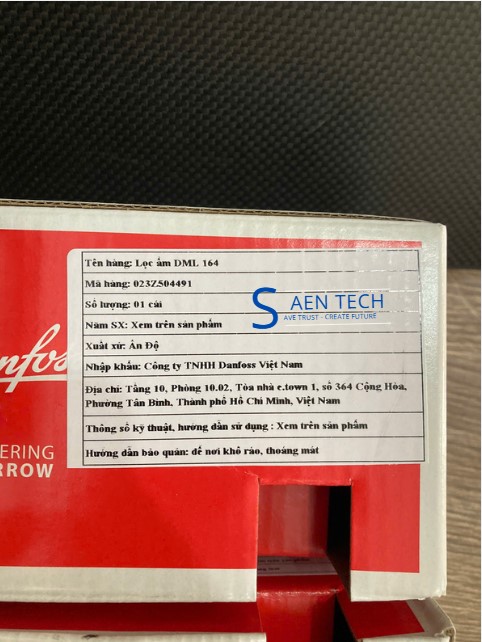 Tên hàng: Lọc ẩm DML 164
Mã hàng: 023Z504491
Số lượng: 01 cái
Năm SX: Xem trên sản phẩm
Xuất xứ: Ấn Độ
Nhập khẩu: Công ty TNHH Danfoss Việt Nam
Địa chỉ: Tầng 10, Phòng 10.02, Tòa nhà e.town 1, số 364 Cộng Hòa,
Phường Tân Bình, Thành phố Hồ Chí Minh, Việt Nam
Thông số kỹ thuật, hướng dẫn sử dụng : Xem trên sản phẩm
Hướng dẫn bảo quản: để nơi khô ráo, thoáng mát
SAEN TECH
AVE TRUST - CREATE FUTURE
nfos
ERING
RROW